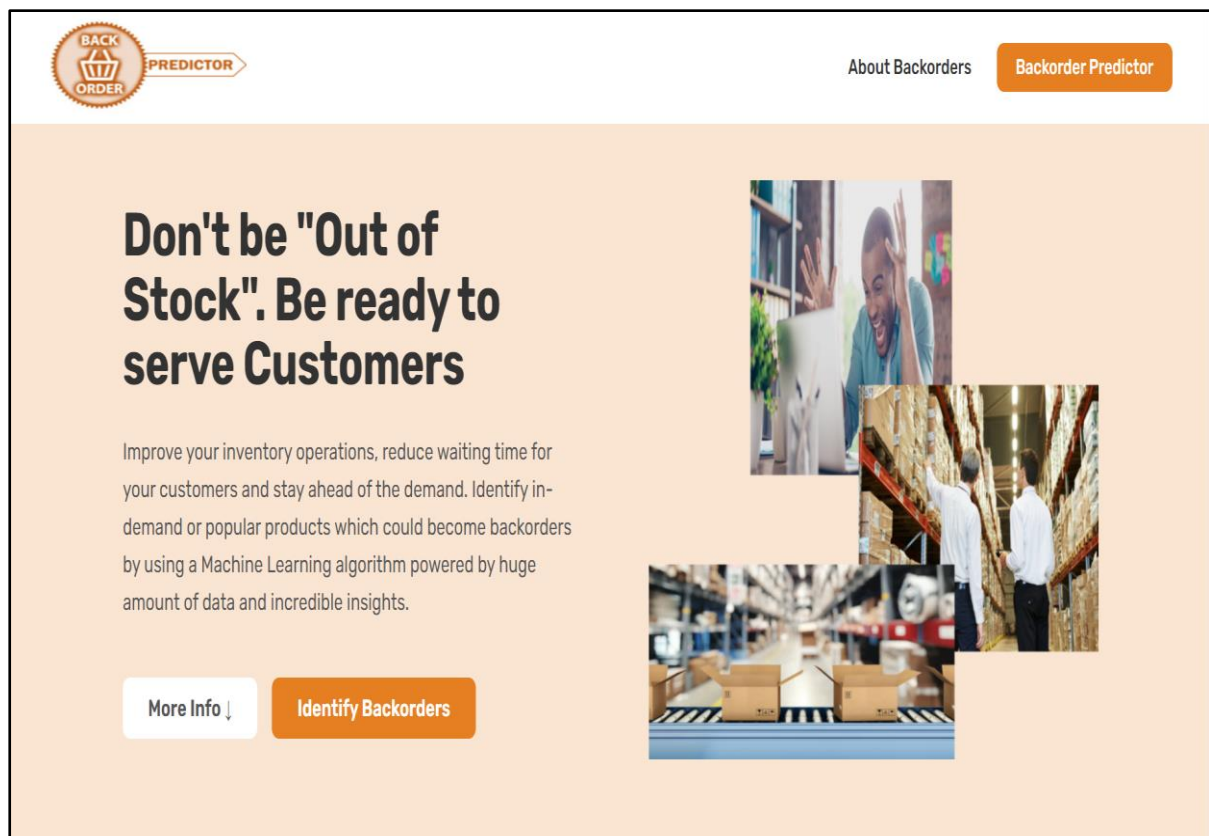 BACK
ORDER
PREDICTOR
About Backorders
Backorder Predictor
Don't be "Out of
Stock". Be ready to
serve Customers
Improve your inventory operations, reduce waiting time for
your customers and stay ahead of the demand. Identify in-
demand or popular products which could become backorders
by using a Machine Learning algorithm powered by huge
amount of data and incredible insights.
More Info ↓
Identify Backorders